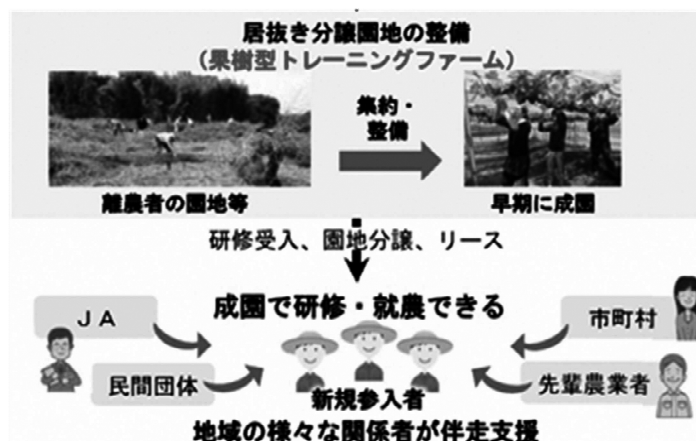 居抜き分譲園地の整備
（果樹型トレーニングファーム）
集約・
整備
離農者の園地等
早期に成園
研修受入、園地分譲、リース
成園で研修・就農できる
ＪＡ
市町村
民間団体
先輩農業者
新規参入者
地域の様々な関係者が伴走支援